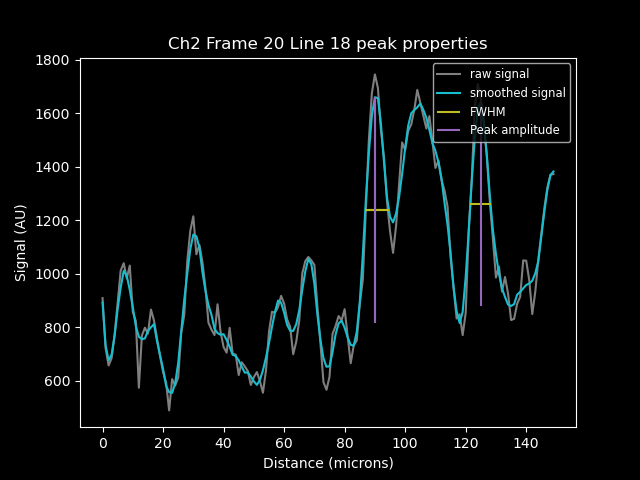 Ch2 Frame 20 Line 18 peak properties
raw signal
smoothed signal
FWHM
Peak amplitude
Signal (AU)
1800
1600
1400
1200
1000
800
600
0 20 40 60 80 100 120 140
Distance (microns)